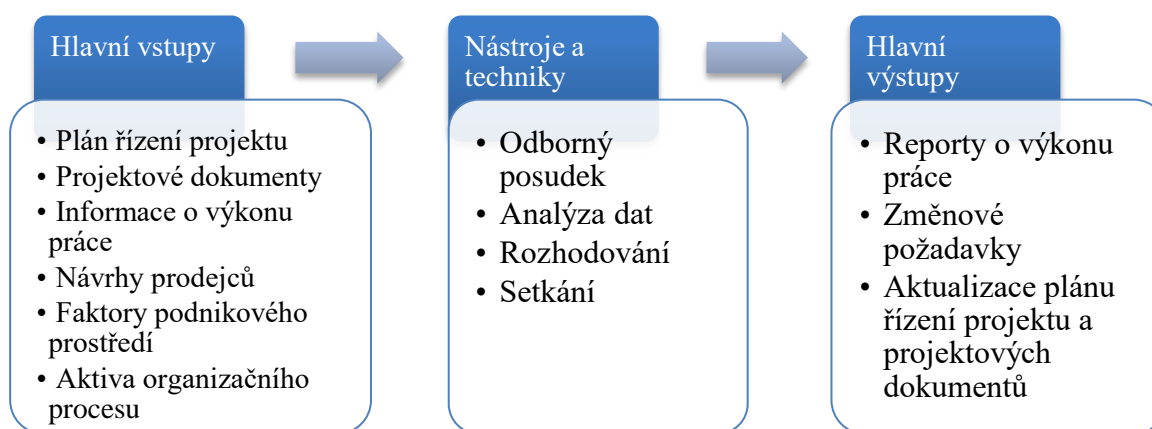 Hlavní vstupy
• Plán řízení projektu
• Projektové dokumenty
• Informace o výkonu
práce
• Návrhy prodejců
• Faktory podnikového
prostředí
• Aktiva organizačního
procesu
Nástroje a
techniky
• Odborný
posudek
• Analýza dat
• Rozhodování
• Setkání
Hlavní
výstupy
• Reporty o výkonu
práce
• Změnové
požadavky
• Aktualizace plánu
řízení projektu a
projektových
dokumentů